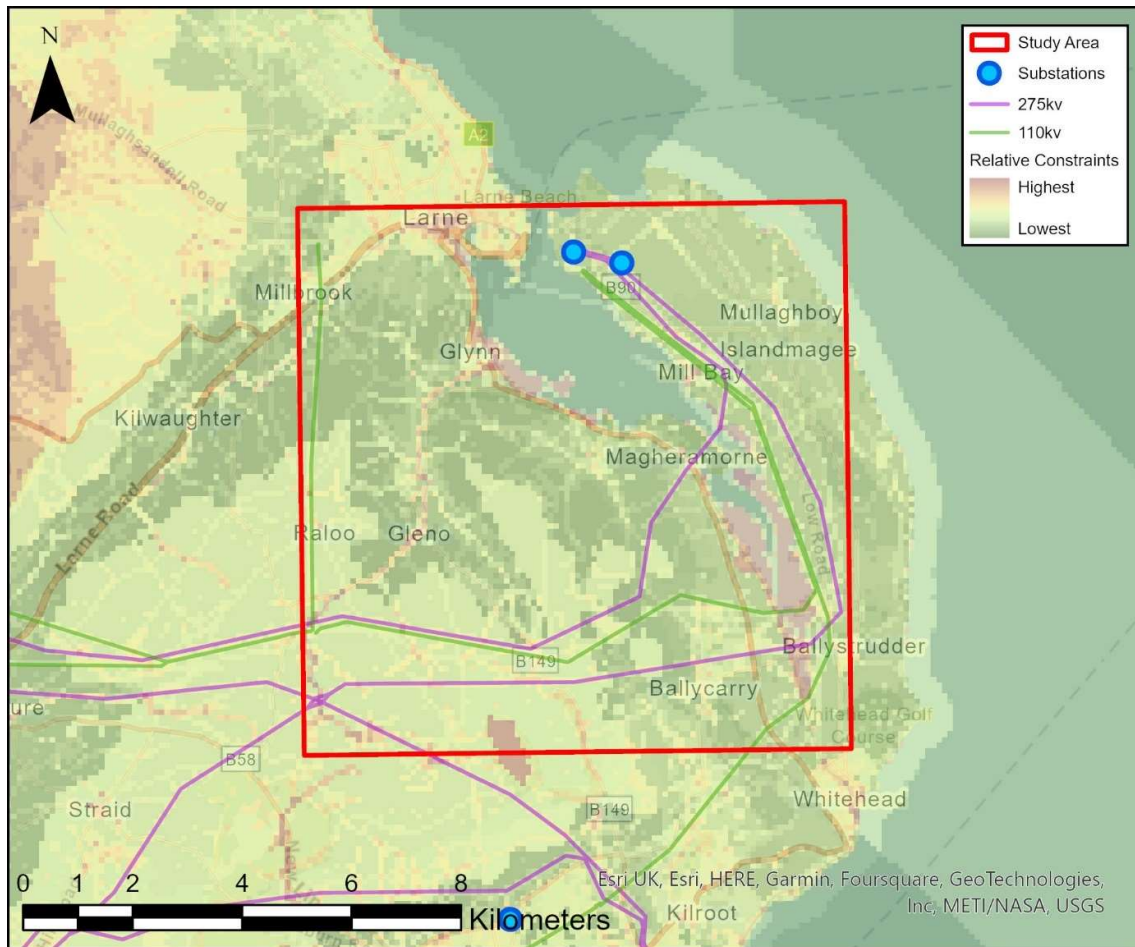 N
Study Area
Substations
275kv
110kv
Relative Constraints
Highest
Lowest
Mullaghsandall Road
A2
Larne Beach
Larne
B90
Millbrook
Mullaghboy
Glynn
Islandmagee
Mill Bay
Kilwaughter
Magheramorne
Low Road
Larne Road
Raloo
Gleno
Ballystrudder
B149
Ballycarry
ure
Whitehead Golf
Course
B58
Straid
B149
Whitehead
0 1 2 4 6 8
Kilometers
Esri UK, Esri, HERE, Garmin, Foursquare, GeoTechnologies,
Inc, METI/NASA, USGS
Kilroot